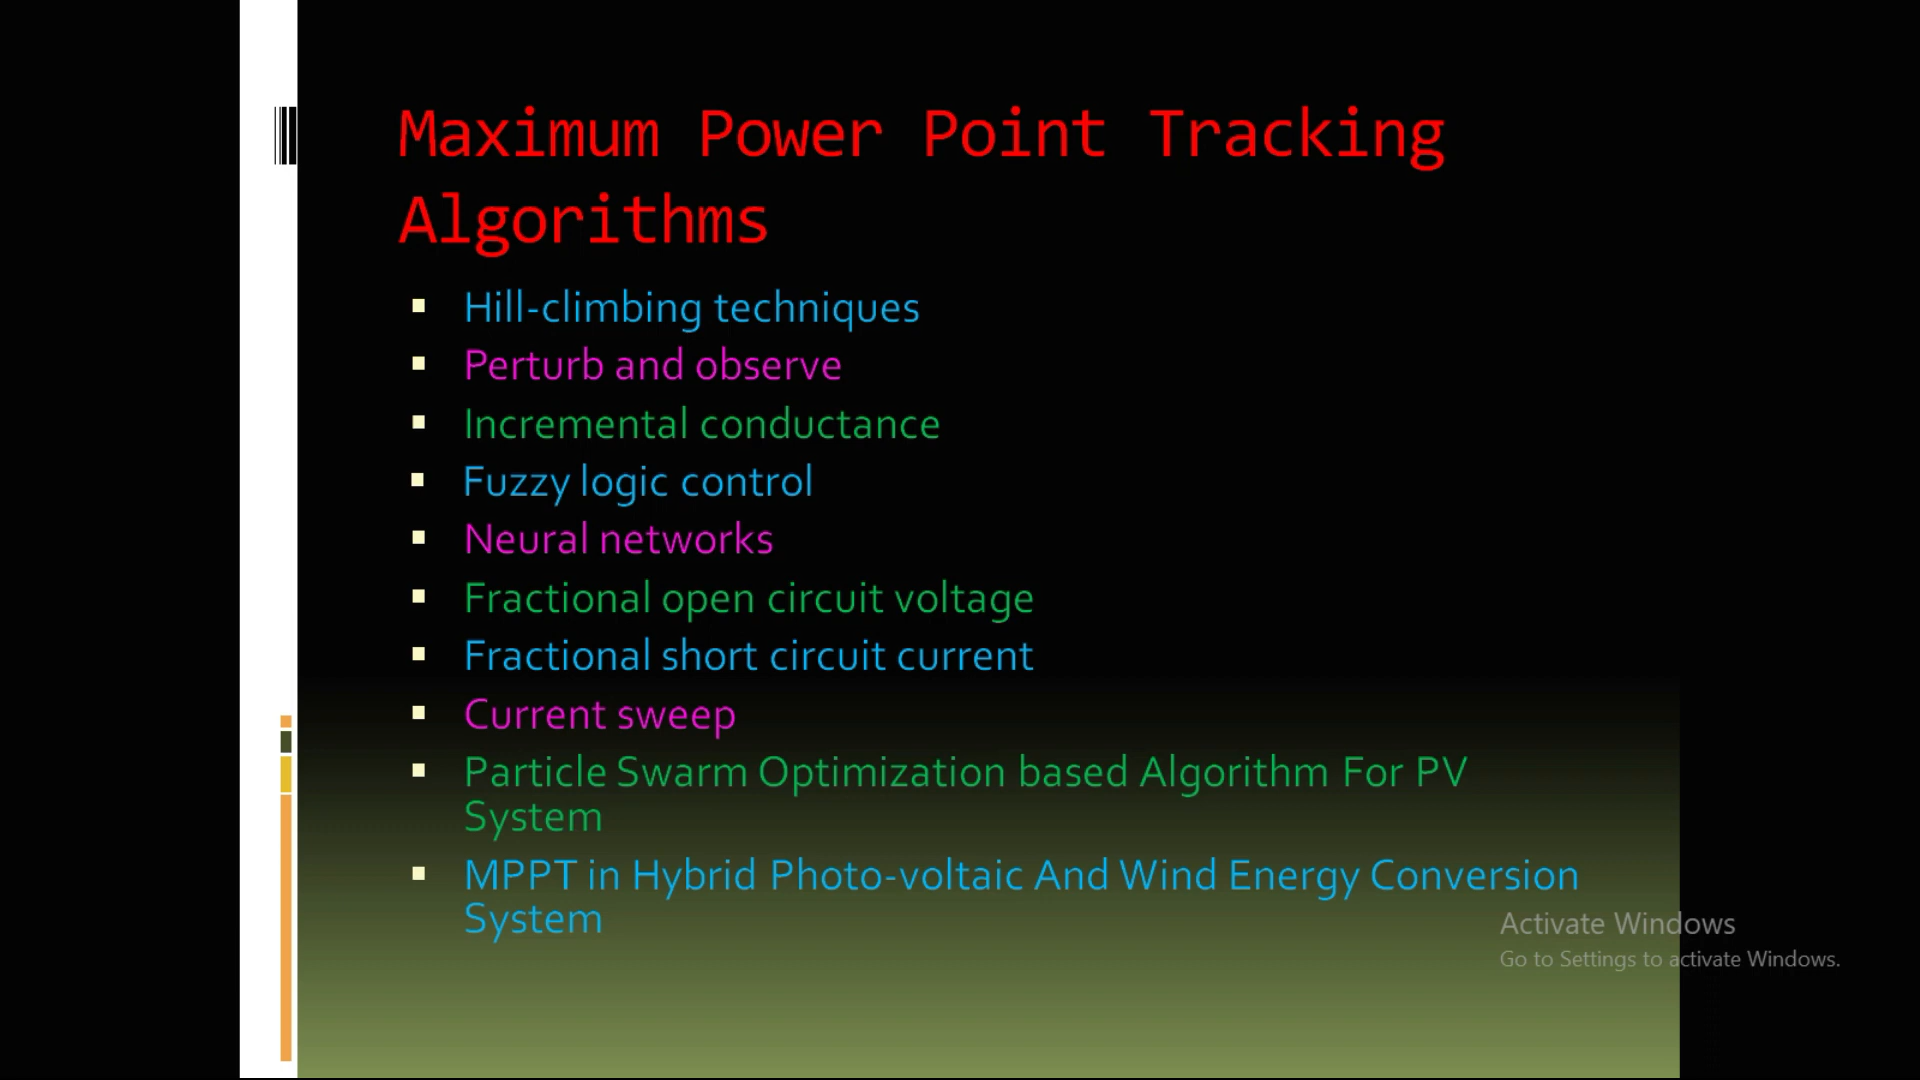 Maximum Power Point Tracking
Algorithms
▪ Hill-climbing techniques
▪ Perturb and observe
▪ Incremental conductance
▪ Fuzzy logic control
▪ Neural networks
▪ Fractional open circuit voltage
▪ Fractional short circuit current
▪ Current sweep
▪ Particle Swarm Optimization based Algorithm For PV
System
▪ MPPT in Hybrid Photo-voltaic And Wind Energy Conversion
System
Activate Windows
Go to Settings to activate Windows.